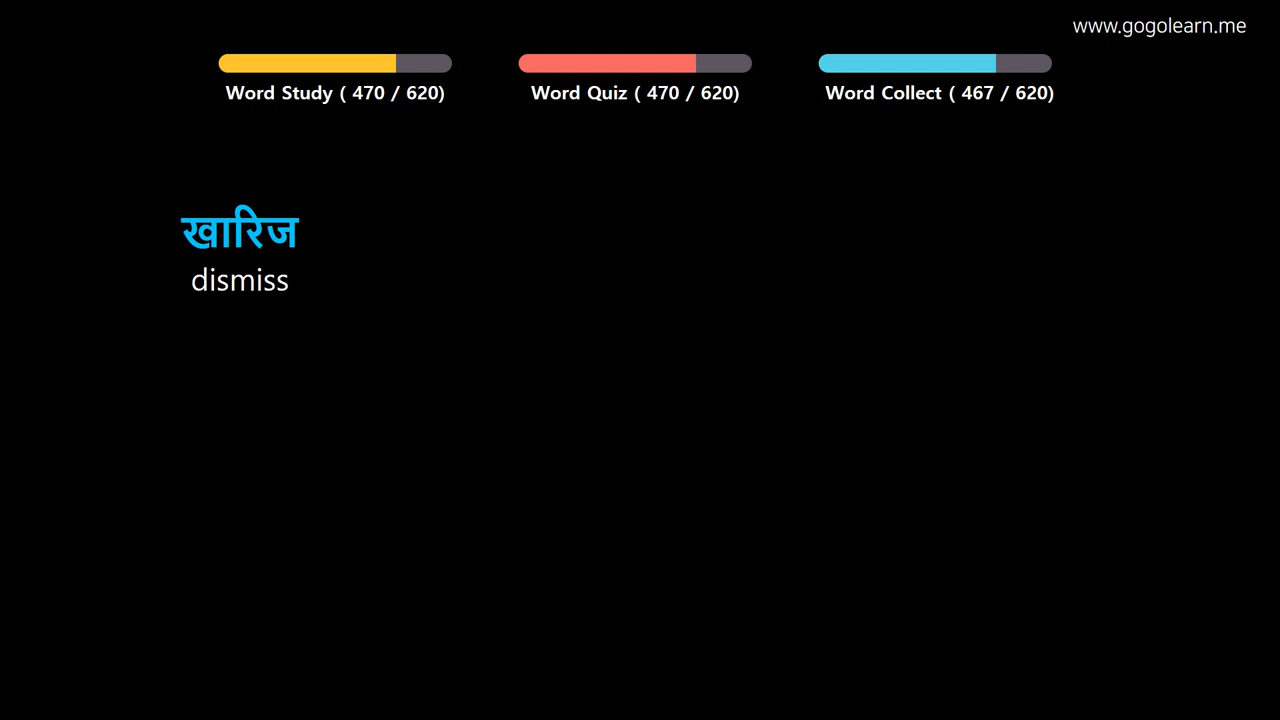 www.gogolearn.me
Word Study ( 470 / 620)
Word Quiz ( 470 / 620)
Word Collect ( 467 / 620)
खारिज
dismiss